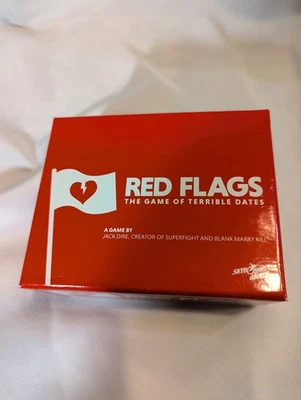 RED FLAGS
THE GAME OF TERRIBLE DATES
A GAME BY
JACK DIRE, CREATOR OF SUPERFIGHT AND BLANK MARRY KILL